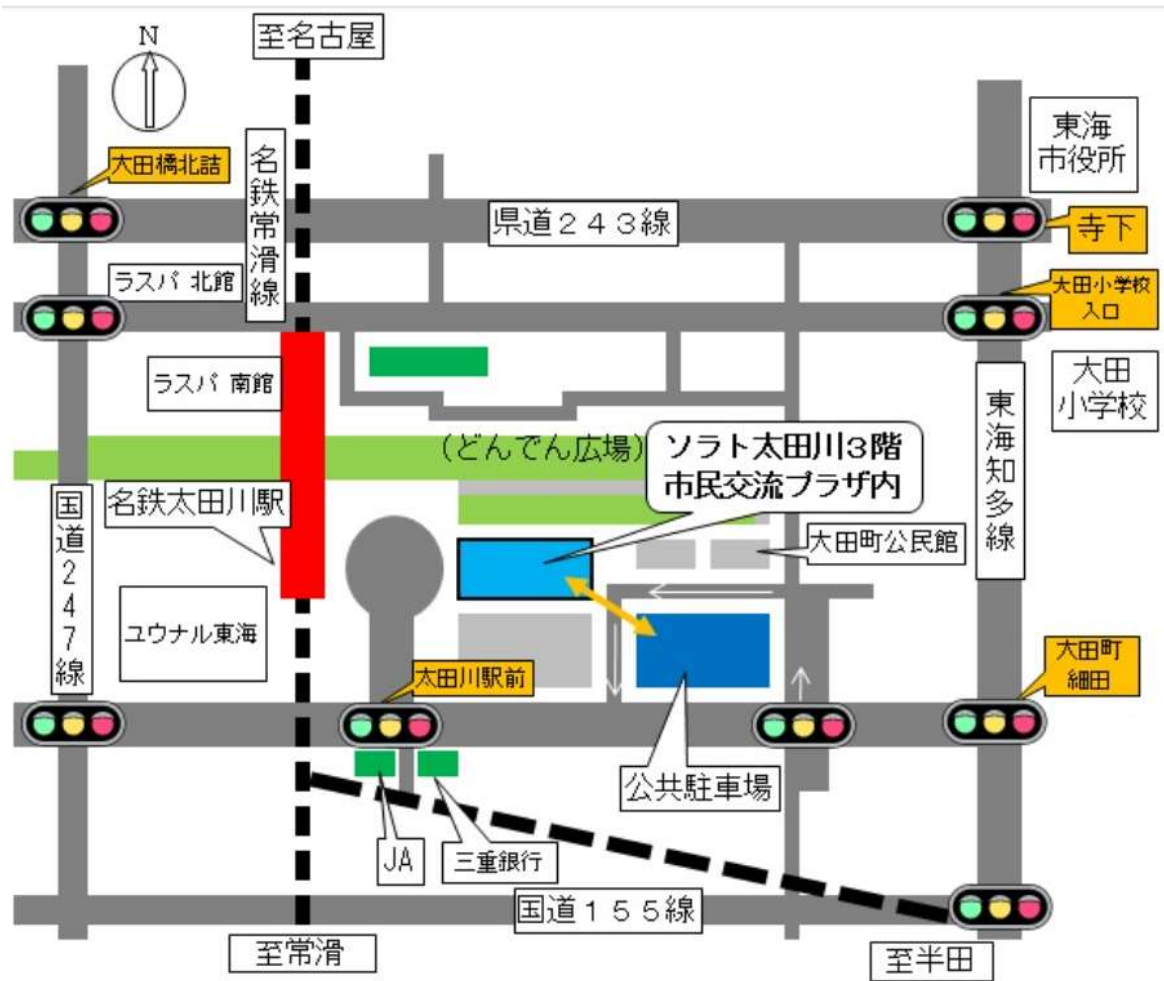 N
至名古屋
大田橋北詰
名鉄常滑線
東海
市役所
県道243線
寺下
ラスパ 北館
大田小学校
入口
ラスパ 南館
大田
小学校
東海知多線
(どんでん広場)
ソラト太田川3階
市民交流プラザ内
名鉄太田川駅
国道247線
大田町公民館
ユウナル東海
太田川駅前
大田町
細田
公共駐車場
JA
三重銀行
国道155線
至常滑
至半田